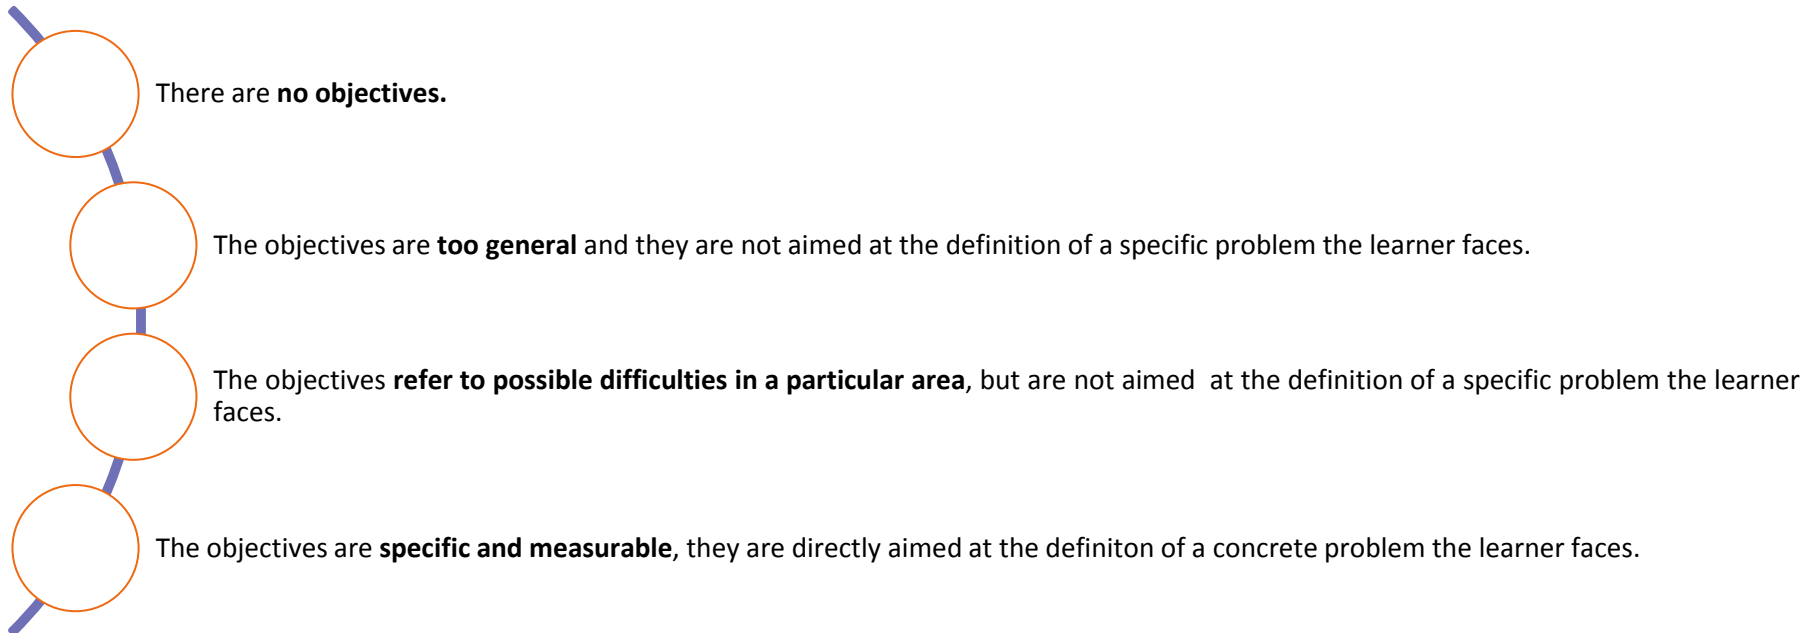 There are no objectives.
The objectives are too general and they are not aimed at the definition of a specific problem the learner faces.
The objectives refer to possible difficulties in a particular area, but are not aimed  at the definition of a specific problem the learner
faces.
The objectives are specific and measurable, they are directly aimed at the definiton of a concrete problem the learner faces.